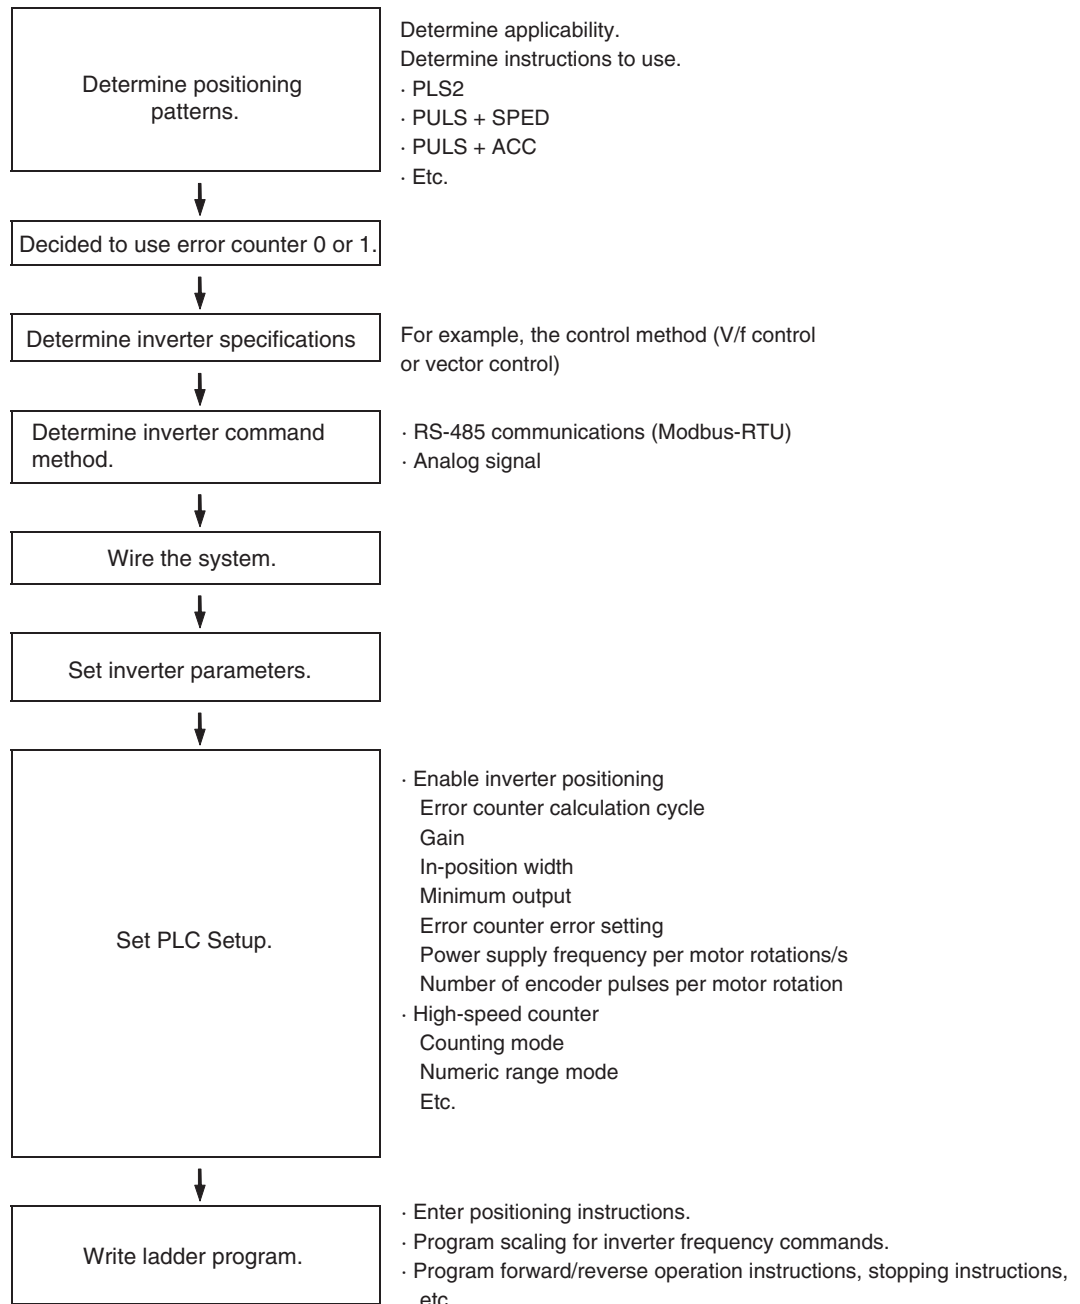 Determine positioning
patterns.
Determine applicability.
Determine instructions to use.
· PLS2
· PULS + SPED
· PULS + ACC
· Etc.
Decided to use error counter 0 or 1.
Determine inverter specifications
For example, the control method (V/f control
or vector control)
Determine inverter command
method.
· RS-485 communications (Modbus-RTU)
· Analog signal
Wire the system.
Set inverter parameters.
Set PLC Setup.
· Enable inverter positioning
Error counter calculation cycle
Gain
In-position width
Minimum output
Error counter error setting
Power supply frequency per motor rotations/s
Number of encoder pulses per motor rotation
· High-speed counter
Counting mode
Numeric range mode
Etc.
Write ladder program.
· Enter positioning instructions.
· Program scaling for inverter frequency commands.
· Program forward/reverse operation instructions, stopping instructions,
etc